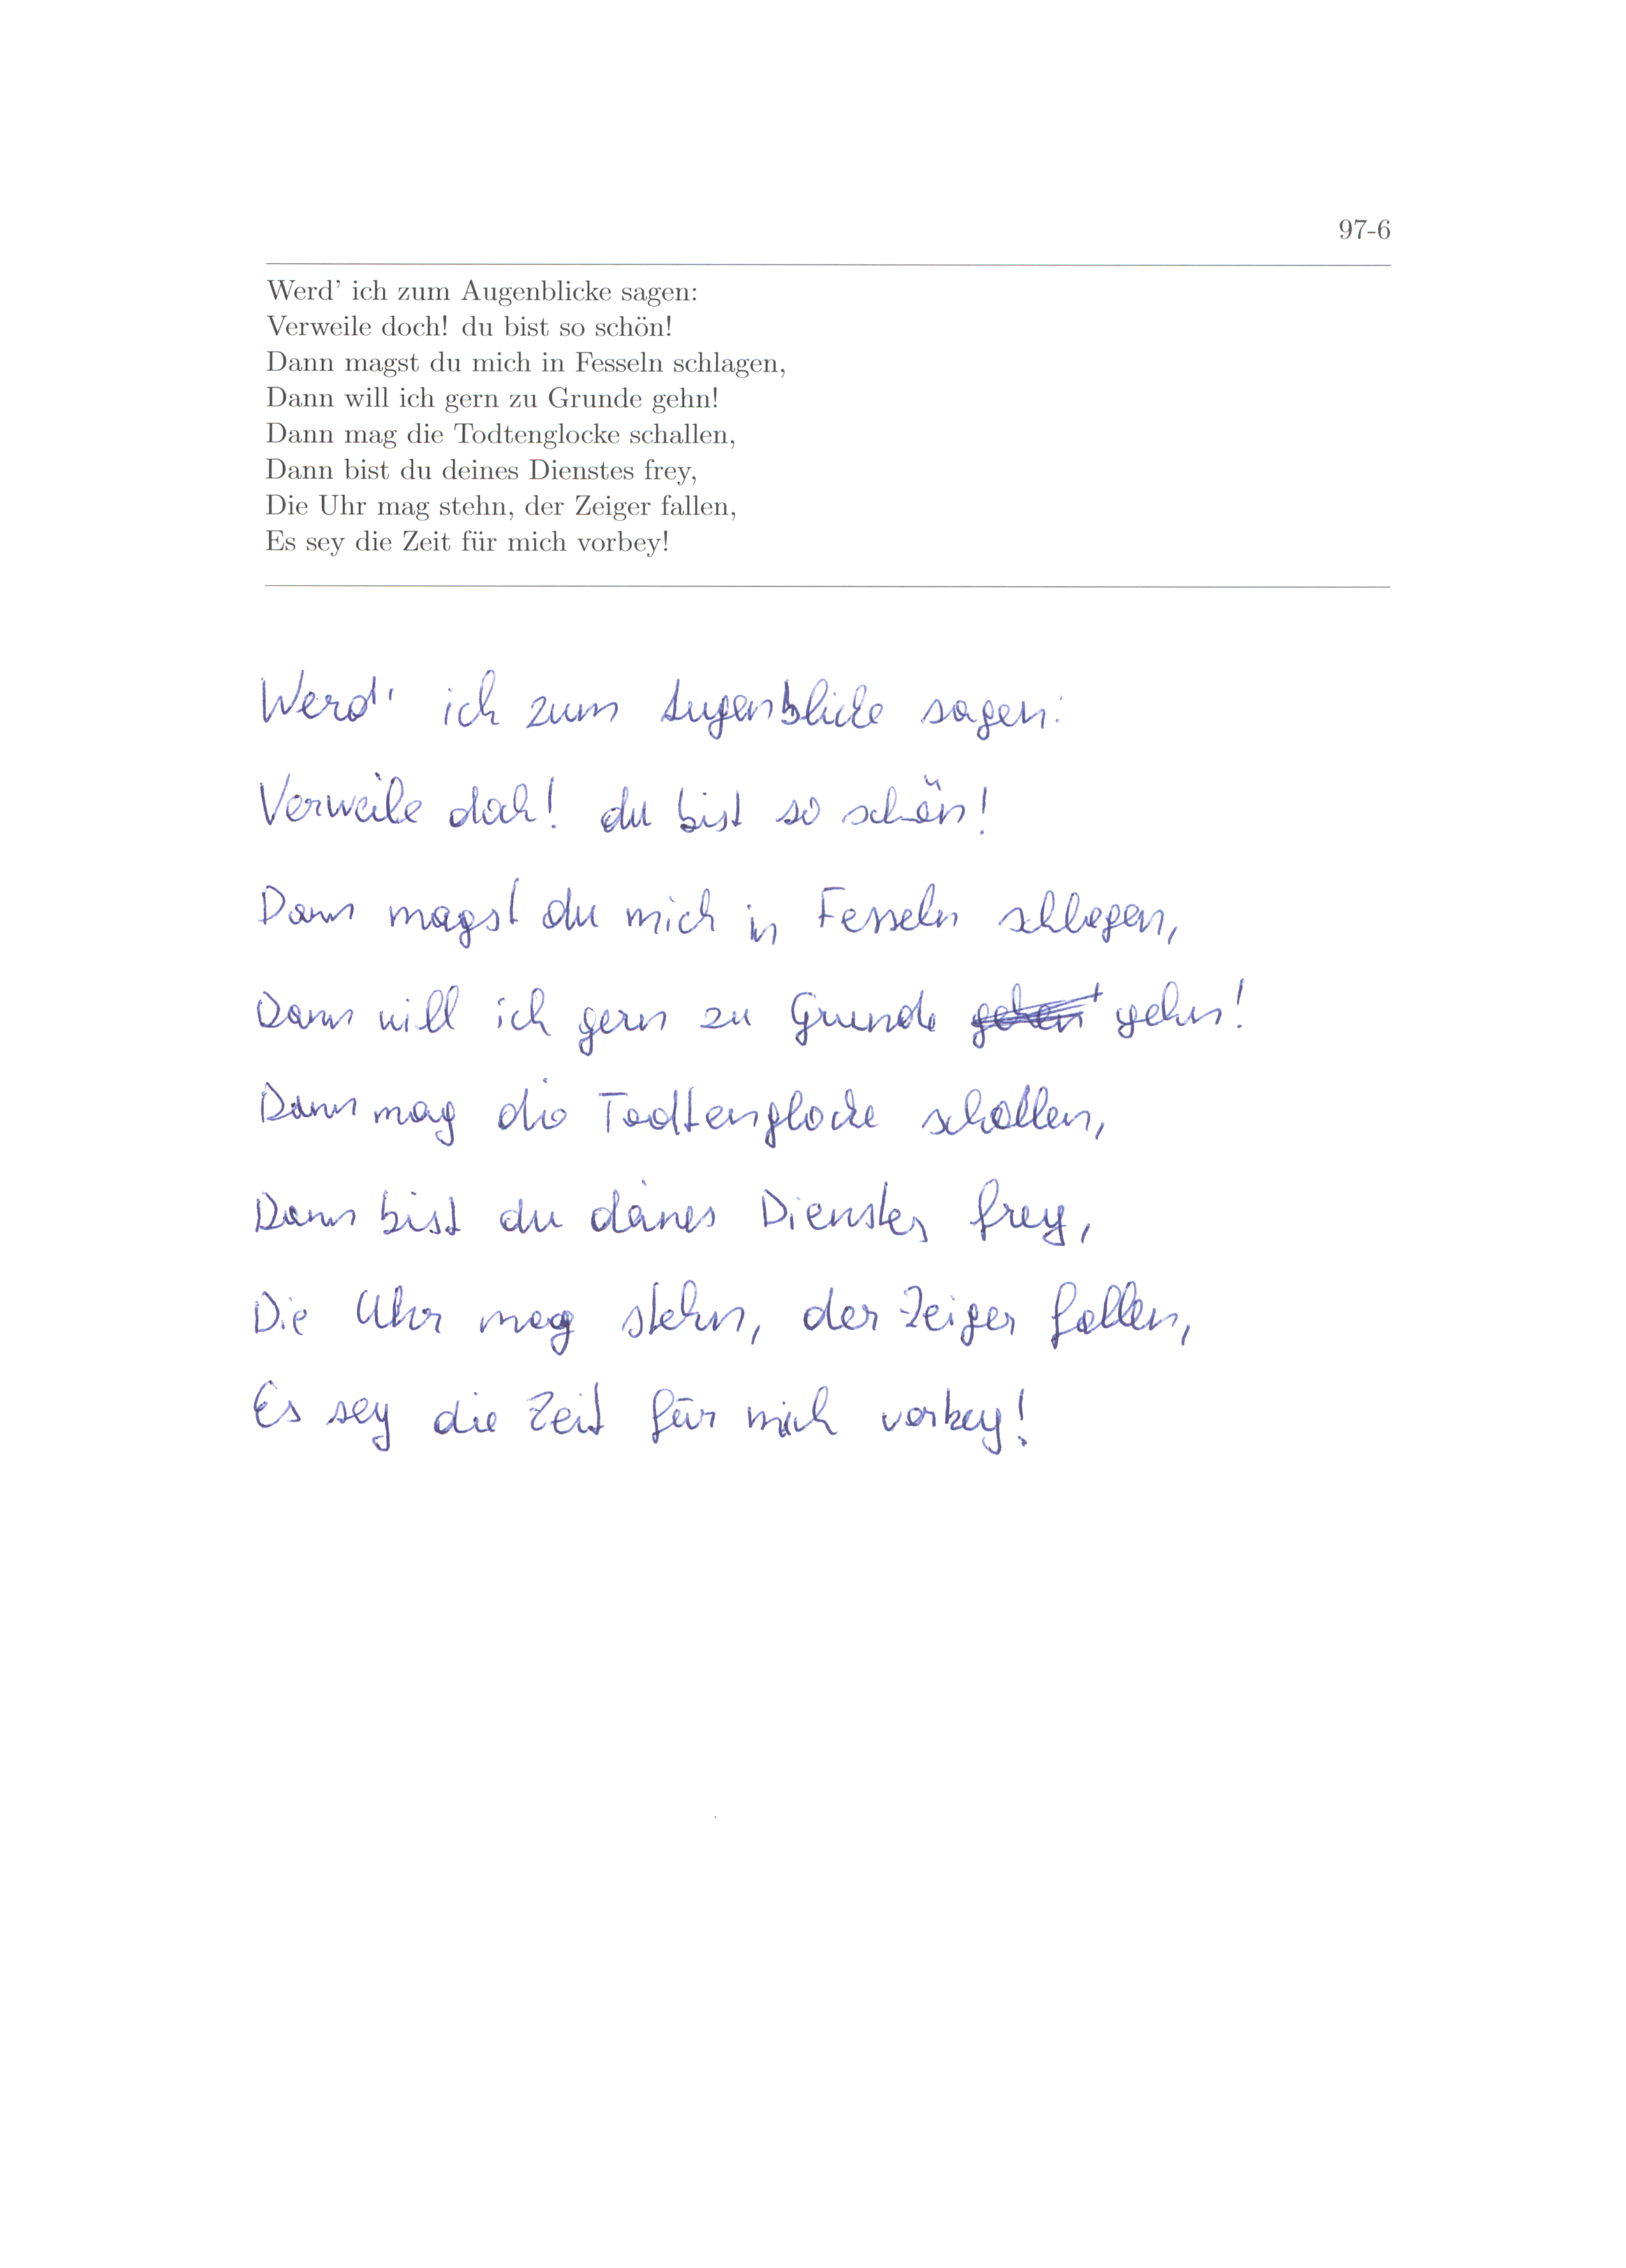 97-6
Werd' ich zum Augenblicke sagen:
Verweile doch! du bist so schön!
Dann magst du mich in Fesseln schlagen,
Dann will ich gern zu Grunde gehn!
Dann mag die Todtenglocke schallen,
Dann bist du deines Dienstes frey,
Die Uhr mag stehn, der Zeiger fallen,
Es sey die Zeit für mich vorbey!
Werd' ich zum Augenblicke sagen:
Verweile doch! du bist so schön!
Dann magst du mich in Fesseln schlagen,
Dann will ich gern zu Grunde gehn!
Dann mag die Todtenglocke schallen,
Dann bist du deines Dienstes frey,
Die Uhr mag stehn, der Zeiger fallen,
Es sey die Zeit für mich vorbey!